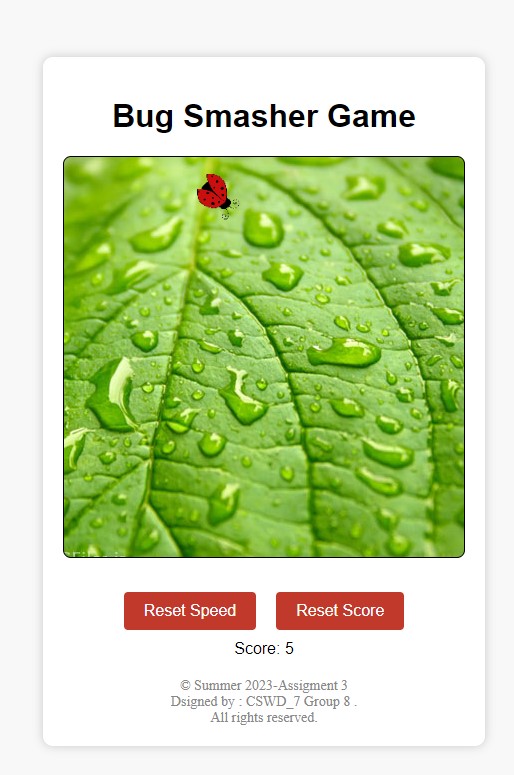 Bug Smasher Game
Reset Speed
Reset Score
Score: 5
© Summer 2023-Assigment 3
Dsigned by : CSWD_7 Group 8 .
All rights reserved.